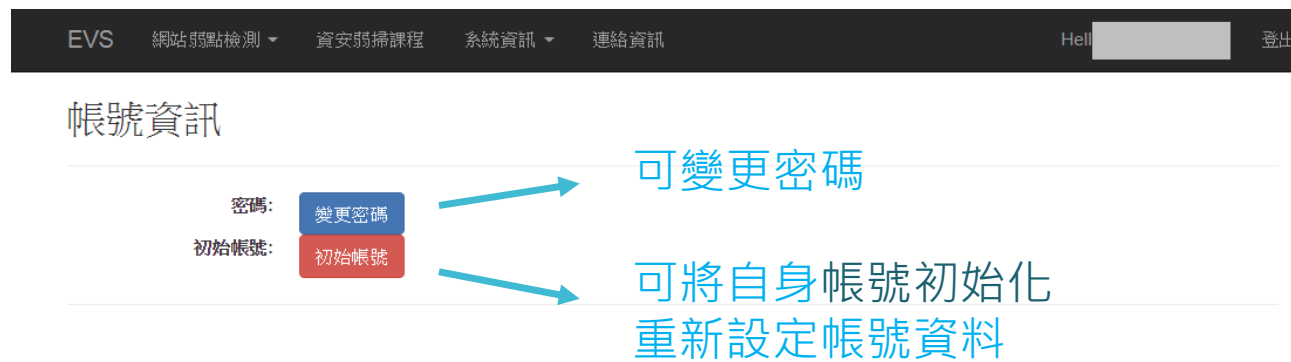 EVS 網站弱點檢測 資安弱掃課程 系統資訊 連絡資訊 Hell 登出
帳號資訊
可變更密碼
密碼: 變更密碼
初始帳號: 初始帳號
可將自身帳號初始化
重新設定帳號資料